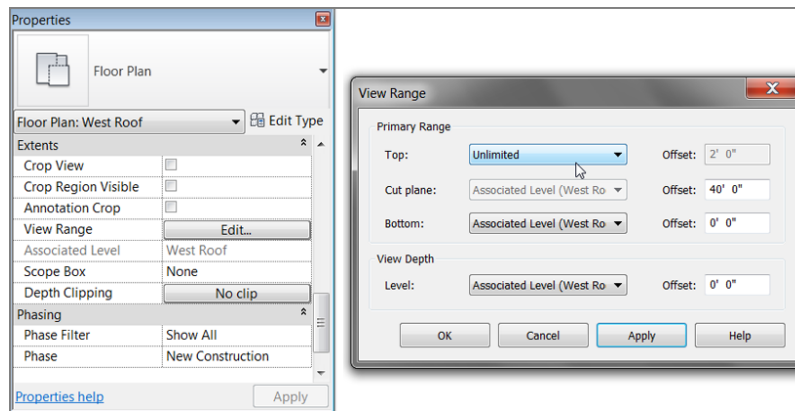 Properties
Floor Plan
Floor Plan: West Roof Edit Type
Extents
Crop View
Crop Region Visible
Annotation Crop
View Range Edit...
Associated Level West Roof
Scope Box None
Depth Clipping No clip
Phasing
Phase Filter Show All
Phase New Construction
Properties help Apply
View Range
Primary Range
Top: Unlimited Offset: 2' 0"
Cut plane: Associated Level (West Ro Offset: 40' 0"
Bottom: Associated Level (West Ro Offset: 0' 0"
View Depth
Level: Associated Level (West Ro Offset: 0' 0"
OK Cancel Apply Help